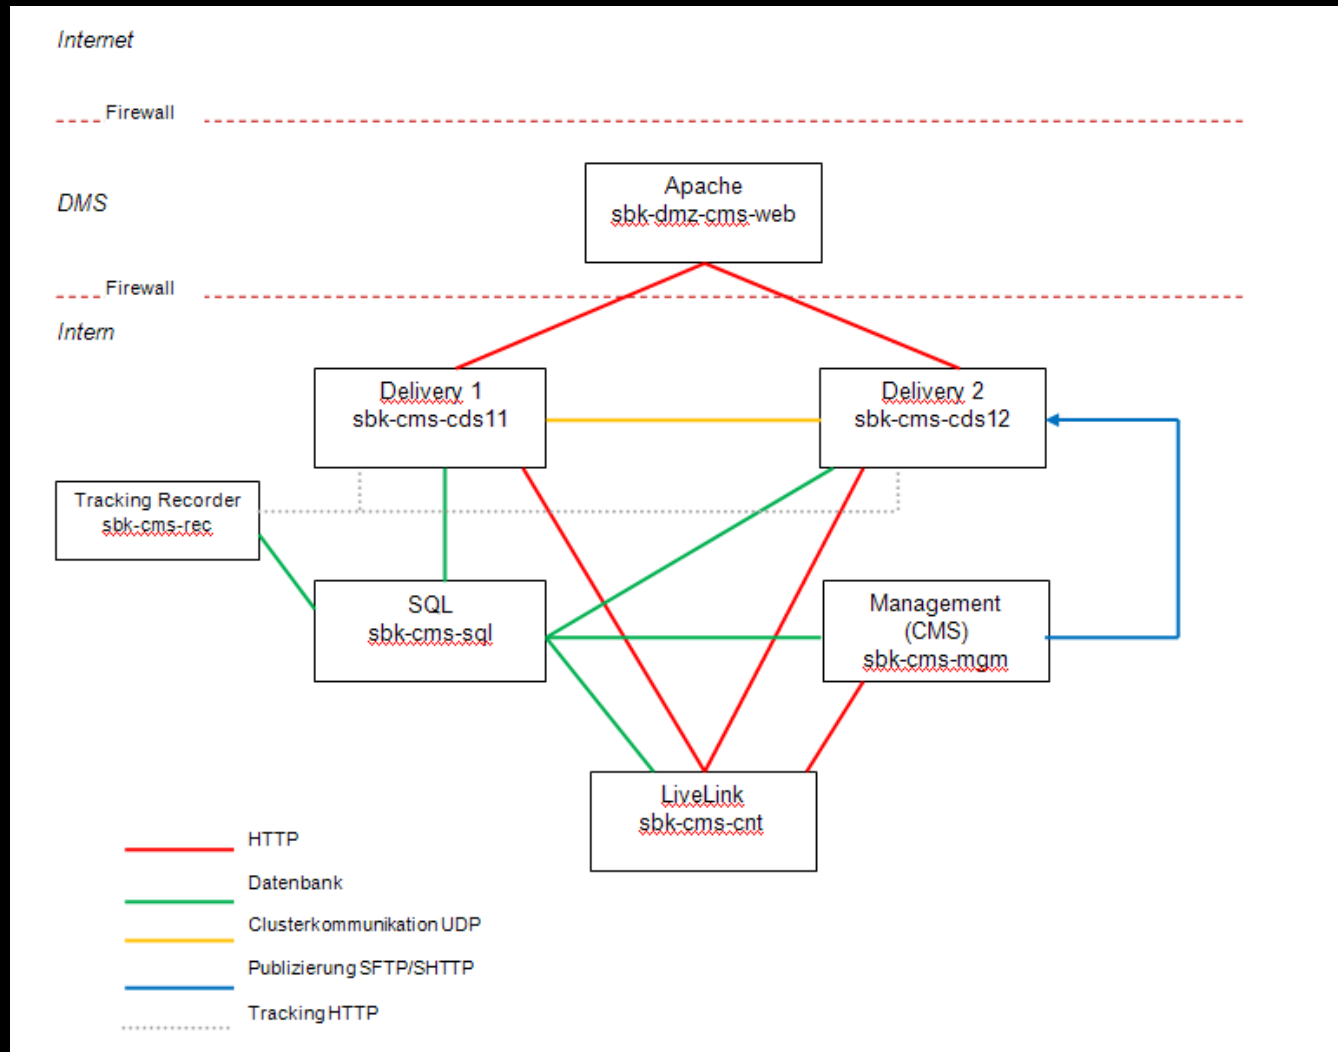 Internet
Firewall
Apache
sbk-dmz-cms-web
DMS
Firewall
Intern
Delivery 1
sbk-cms-cds11
Delivery 2
sbk-cms-cds12
Tracking Recorder
sbk-cms-rec
SQL
sbk-cms-sql
Management
(CMS)
sbk-cms-mgm
LiveLink
sbk-cms-cnt
HTTP
Datenbank
Clusterkommunikation UDP
Publizierung SFTP/SHTTP
Tracking HTTP